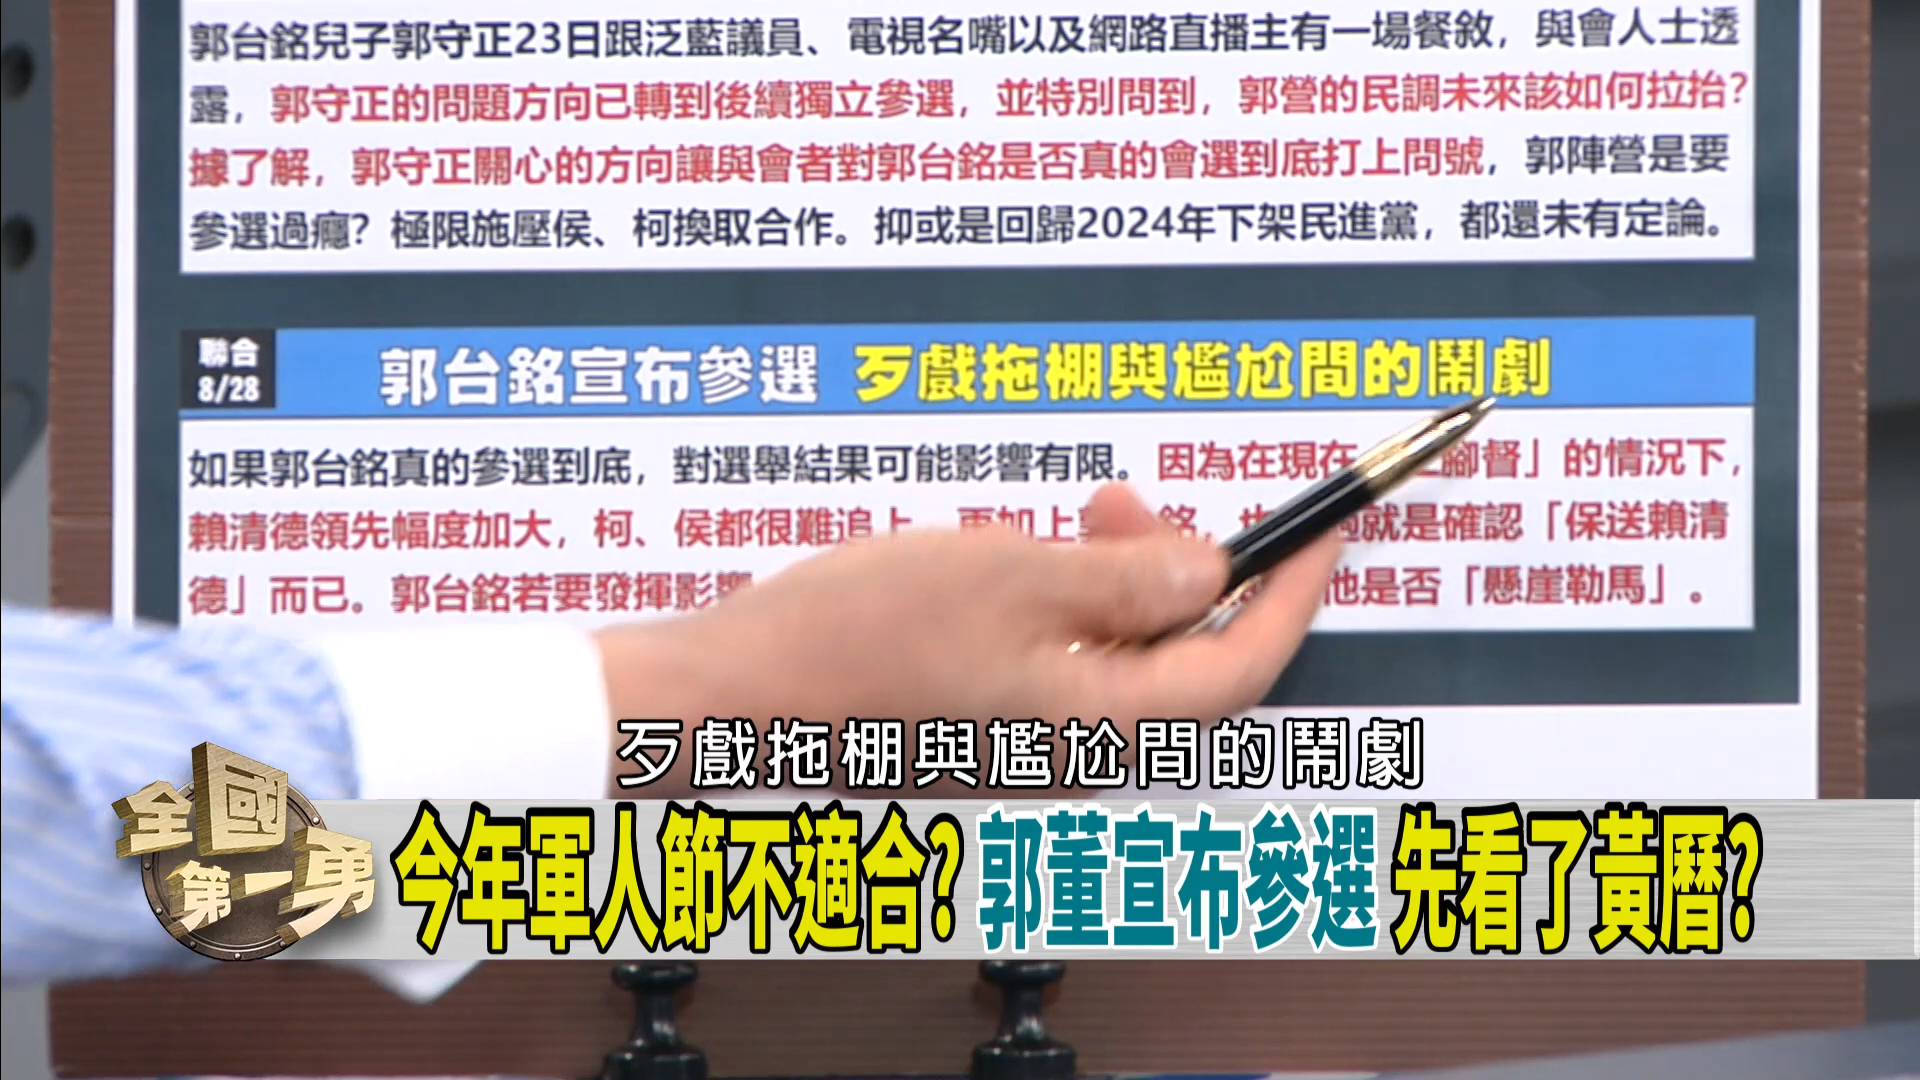 郭台銘兒子郭守正23日跟泛藍議員、電視名嘴以及網路直播主有一場餐敘，與會人士透
露，郭守正的問題方向已轉到後續獨立參選，並特別問到，郭營的民調未來該如何拉抬？
據了解，郭守正關心的方向讓與會者對郭台銘是否真的會選到底打上問號，郭陣營是要
參選過癮？極限施壓侯、柯換取合作。抑或是回歸2024年下架民進黨，都還未有定論。
聯合
8/28
郭台銘宣布參選 歹戲拖棚與尷尬間的鬧劇
如果郭台銘真的參選到底，對選舉結果可能影響有限。因為在現在 腳督」的情況下，
賴清德領先幅度加大，柯、侯都很難追上 再加上 銘， 就是確認「保送賴清
德」而已。郭台銘若要發揮影響 他是否「懸崖勒馬」。
歹戲拖棚與尷尬間的鬧劇
全國
第一勇
今年軍人節不適合？郭董宣布參選 先看了黃曆？